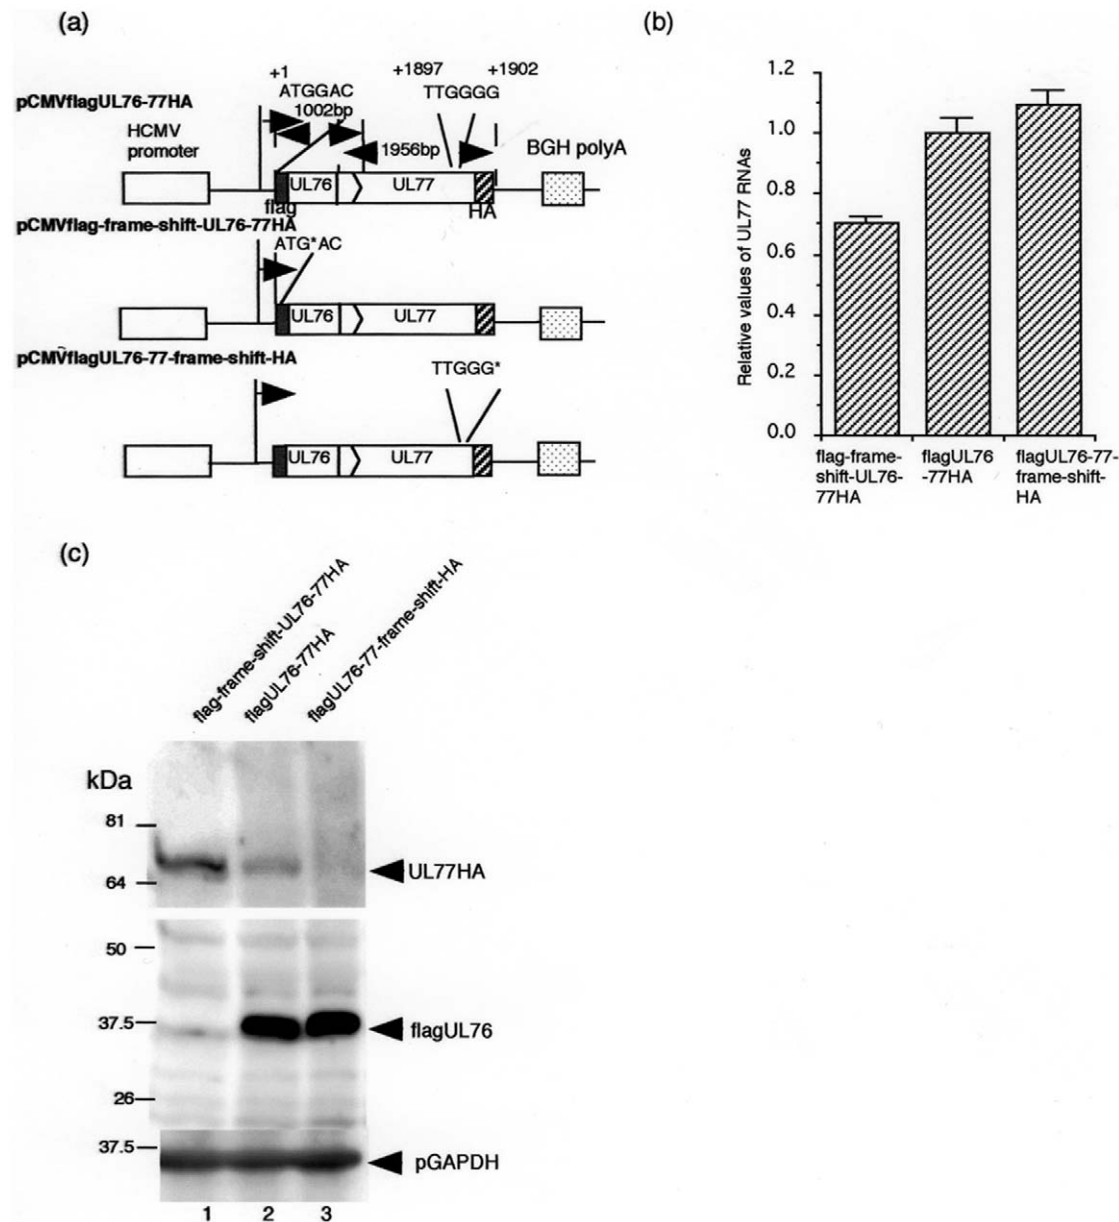 (a)
+1
+1897
+1902
ATGGAC
TTGGGG
pCMVflagUL76-77HA
1002bp
HCMV
promoter
1956bp
BGH polyA
UL76
UL77
flag
HA
pCMVflag-frame-shift-UL76-77HA
ATG*AC
UL76
UL77
pCMVflagUL76-77-frame-shift-HA
TTGGG*
UL76
UL77
(b)
Relative values of UL77 RNAs
1.2
1.0
0.8
0.6
0.4
0.2
0.0
flag-frame-
shift-UL76-
77HA
flagUL76
-77HA
flagUL76-77-
frame-shift-
HA
(c)
flag-frame-shift-UL76-77HA
flagUL76-77HA
flagUL76-77-frame-shift-HA
kDa
81
64
UL77HA
50
37.5
flagUL76
26
37.5
pGAPDH
1 2 3